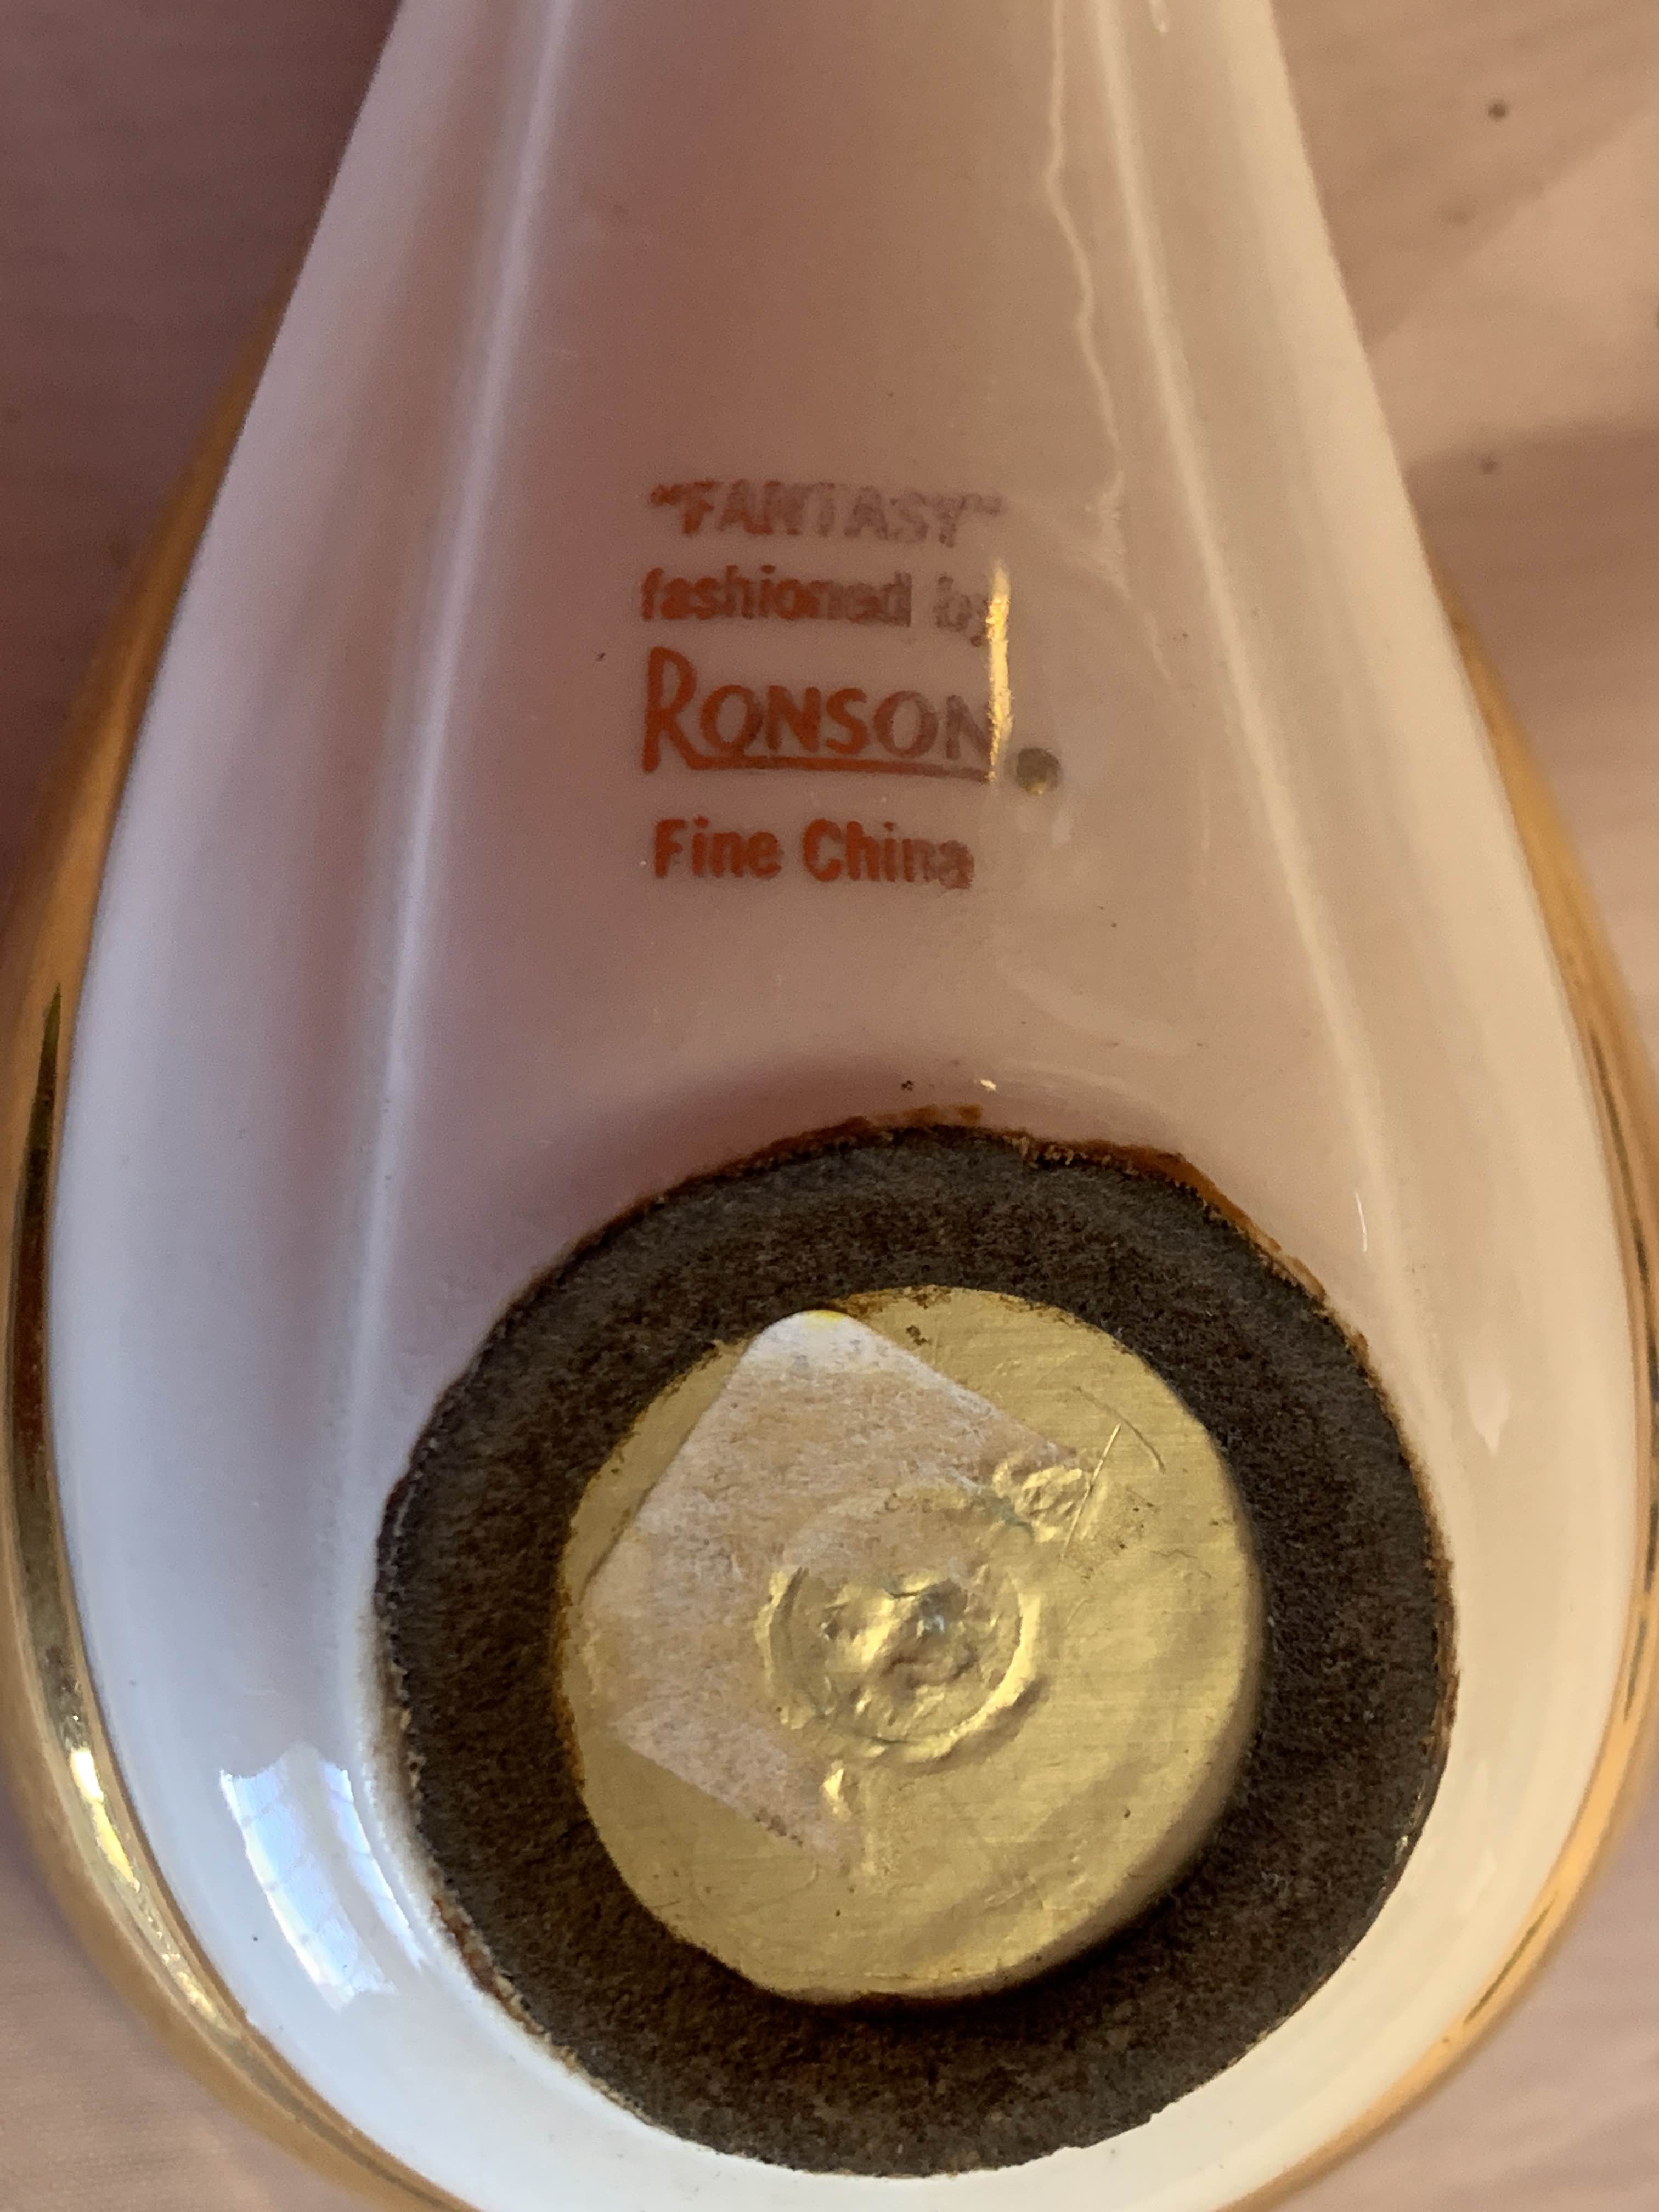 "FANTASY"
fashioned by
RONSON
Fine China